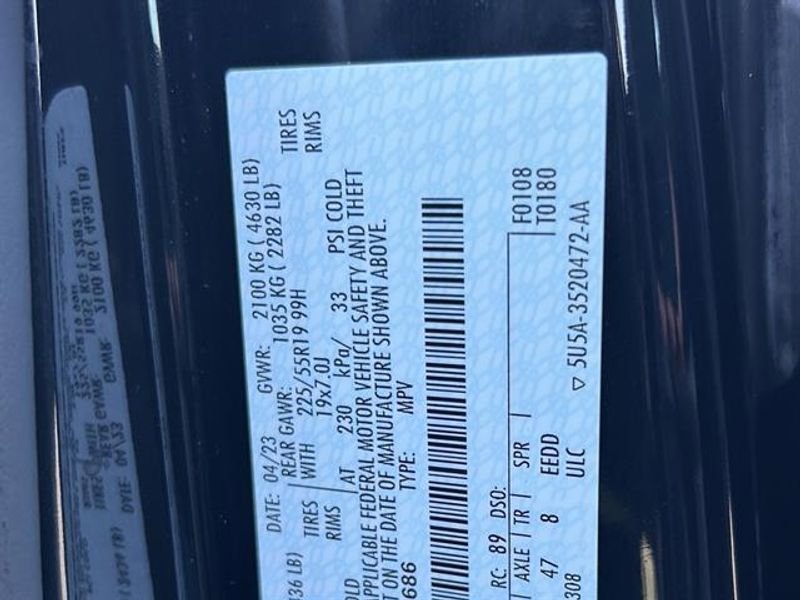 DATE: 04/23 GVWR: 2100 KG ( 4630 LB)
36 LB) REAR GAWR: 1035 KG ( 2282 LB)
TIRES WITH 225/55R19 99H TIRES
RIMS 19x7.0J RIMS
OLD AT 230 kPa/ 33 PSI COLD
APPLICABLE FEDERAL MOTOR VEHICLE SAFETY AND THEFT
T ON THE DATE OF MANUFACTURE SHOWN ABOVE.
686 TYPE: MPV
RC: 89 DSO: F0108
AXLE TR SPR T0180
47 8 EEDD
308 ULC ▽ 5U5A-3520472-AA